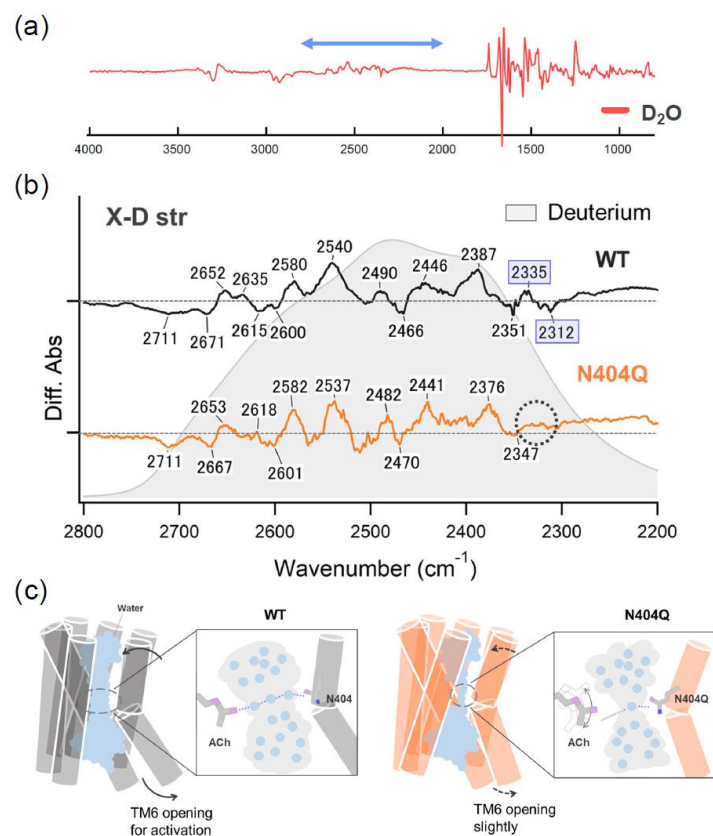 (a)
D₂O
4000 3500 3000 2500 2000 1500 1000
(b)
X-D str
Deuterium
2652 2635 2580 2540 2490 2446 2387 2335
WT
2711 2671 2615 2600 2466 2351 2312
N404Q
2653 2618 2582 2537 2482 2441 2376
2711 2667 2601 2470 2347
Diff. Abs
2800 2700 2600 2500 2400 2300 2200
Wavenumber (cm⁻¹)
(c)
Water
WT
N404Q
N404
ACh
N404Q
ACh
TM6 opening
for activation
TM6 opening
slightly